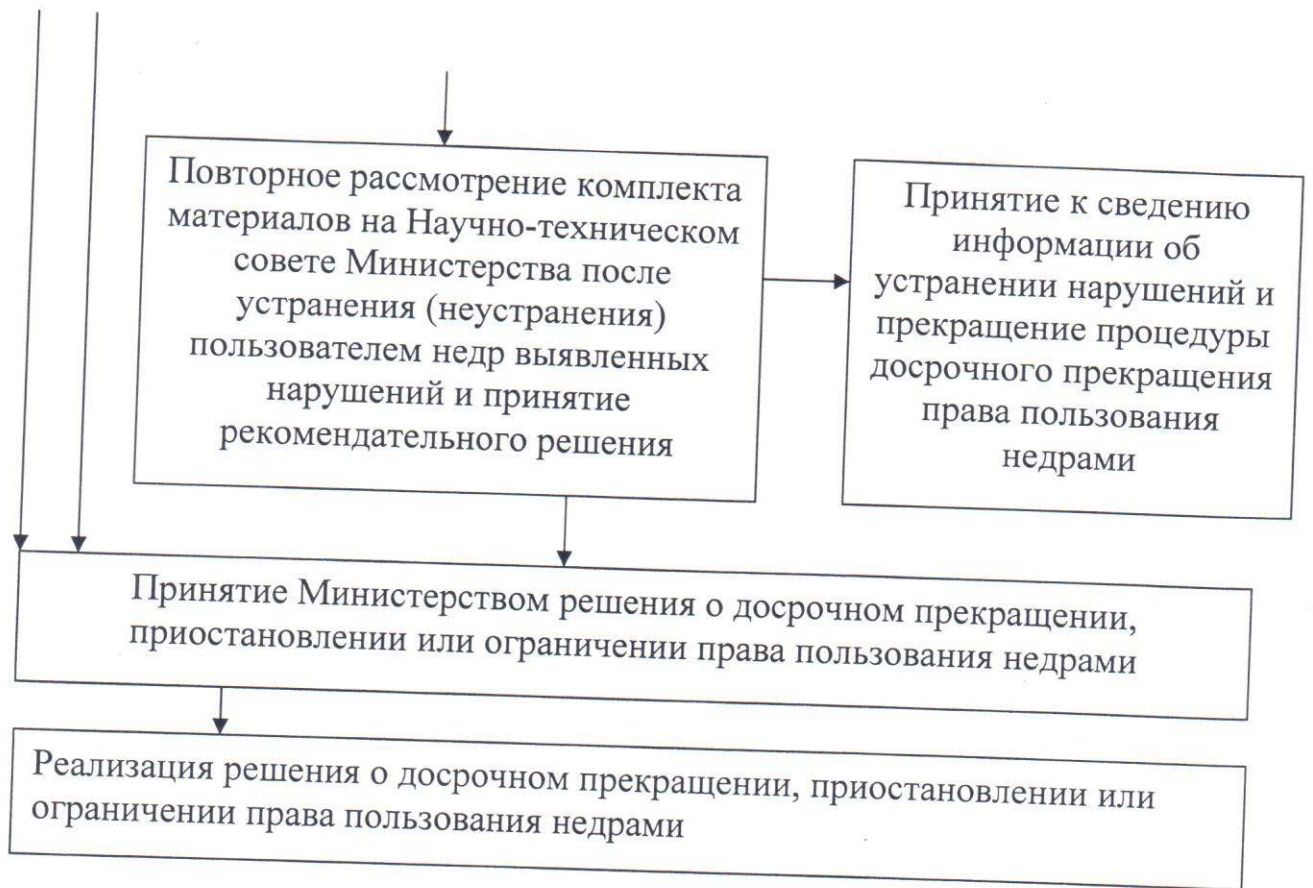 Повторное рассмотрение комплекта
материалов на Научно-техническом
совете Министерства после
устранения (неустранения)
пользователем недр выявленных
нарушений и принятие
рекомендательного решения
Принятие к сведению
информации об
устранении нарушений и
прекращение процедуры
досрочного прекращения
права пользования
недрами
Принятие Министерством решения о досрочном прекращении,
приостановлении или ограничении права пользования недрами
Реализация решения о досрочном прекращении, приостановлении или
ограничении права пользования недрами